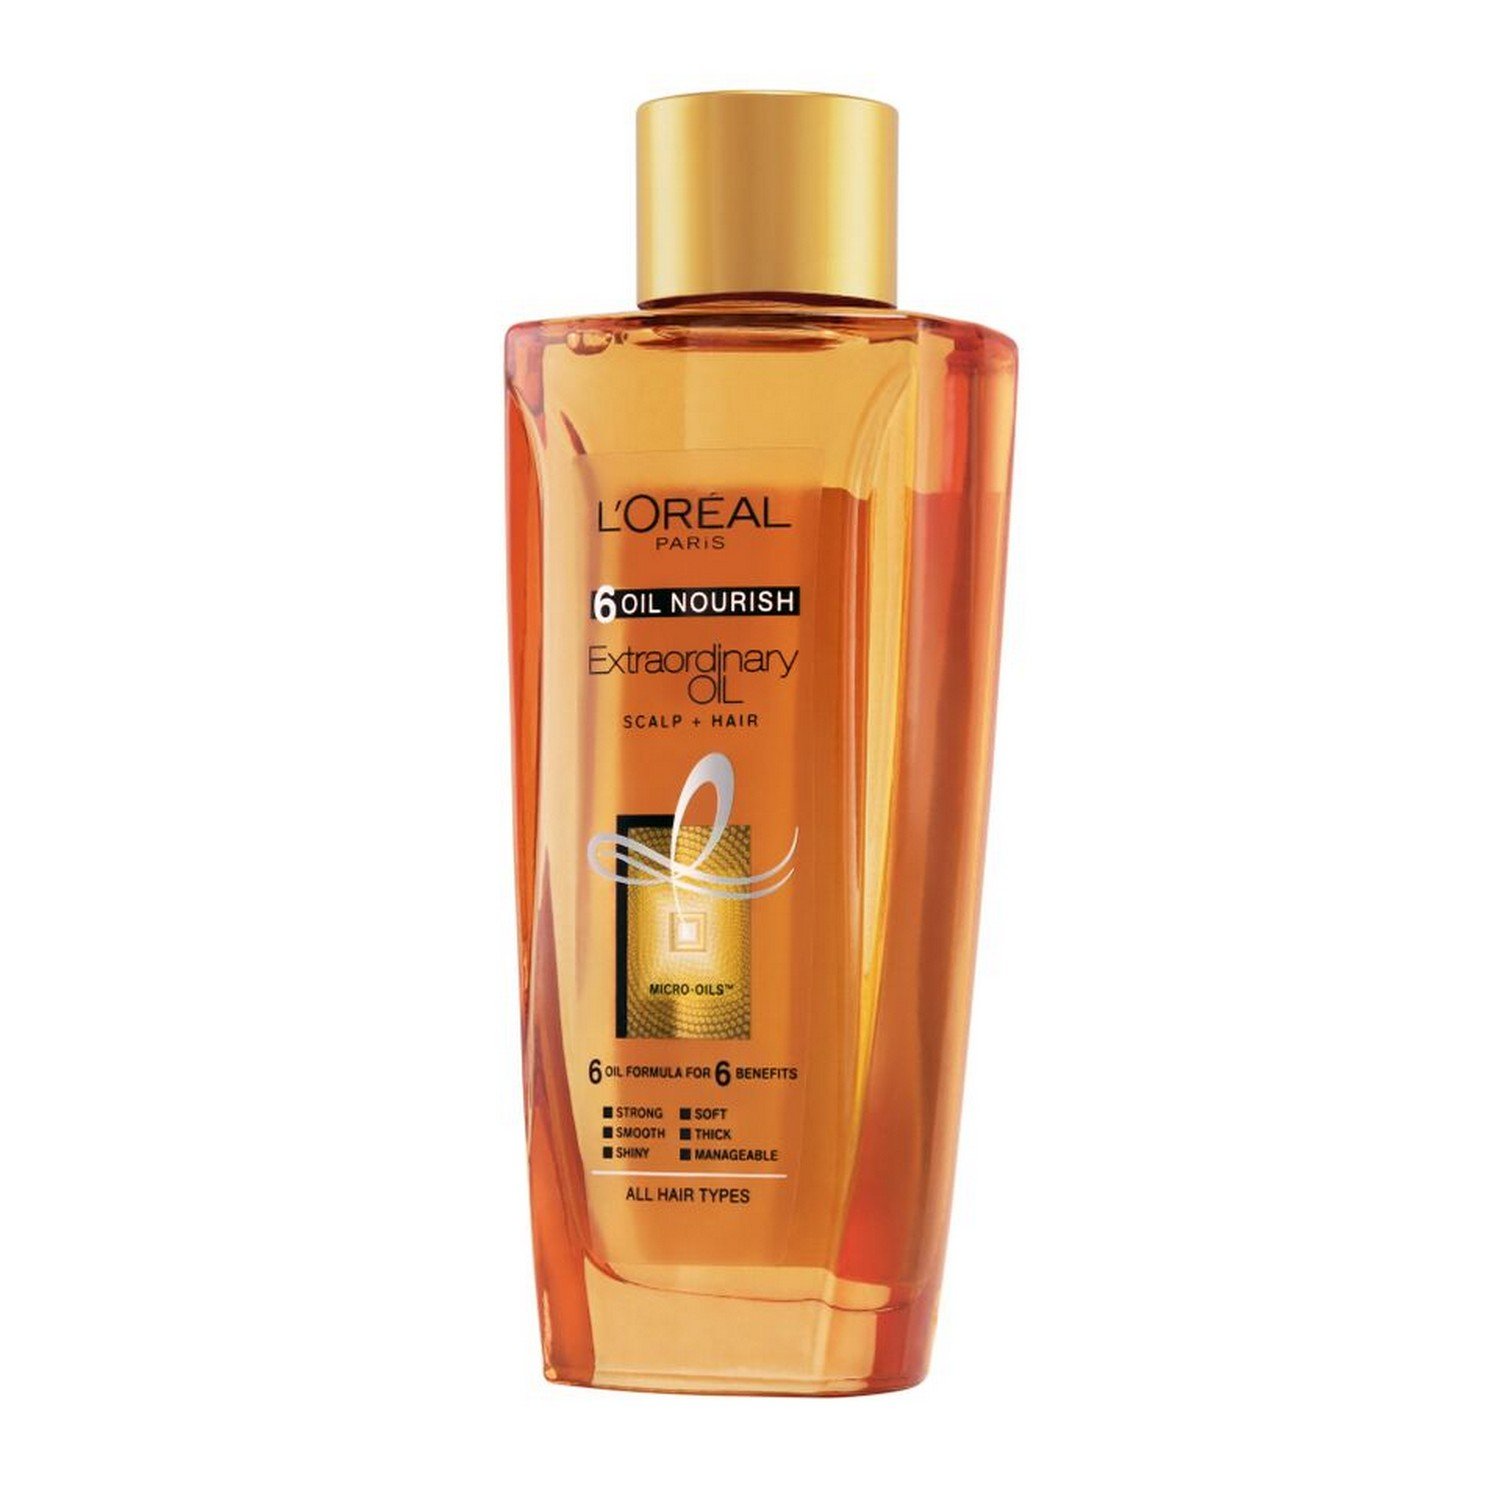 L'ORÉAL
PARiS
6 OIL NOURISH
Extraordinary
OIL
SCALP + HAIR
MICRO-OILS™
6 OIL FORMULA FOR 6 BENEFITS
■ STRONG ■ SOFT
■ SMOOTH ■ THICK
■ SHINY ■ MANAGEABLE
ALL HAIR TYPES